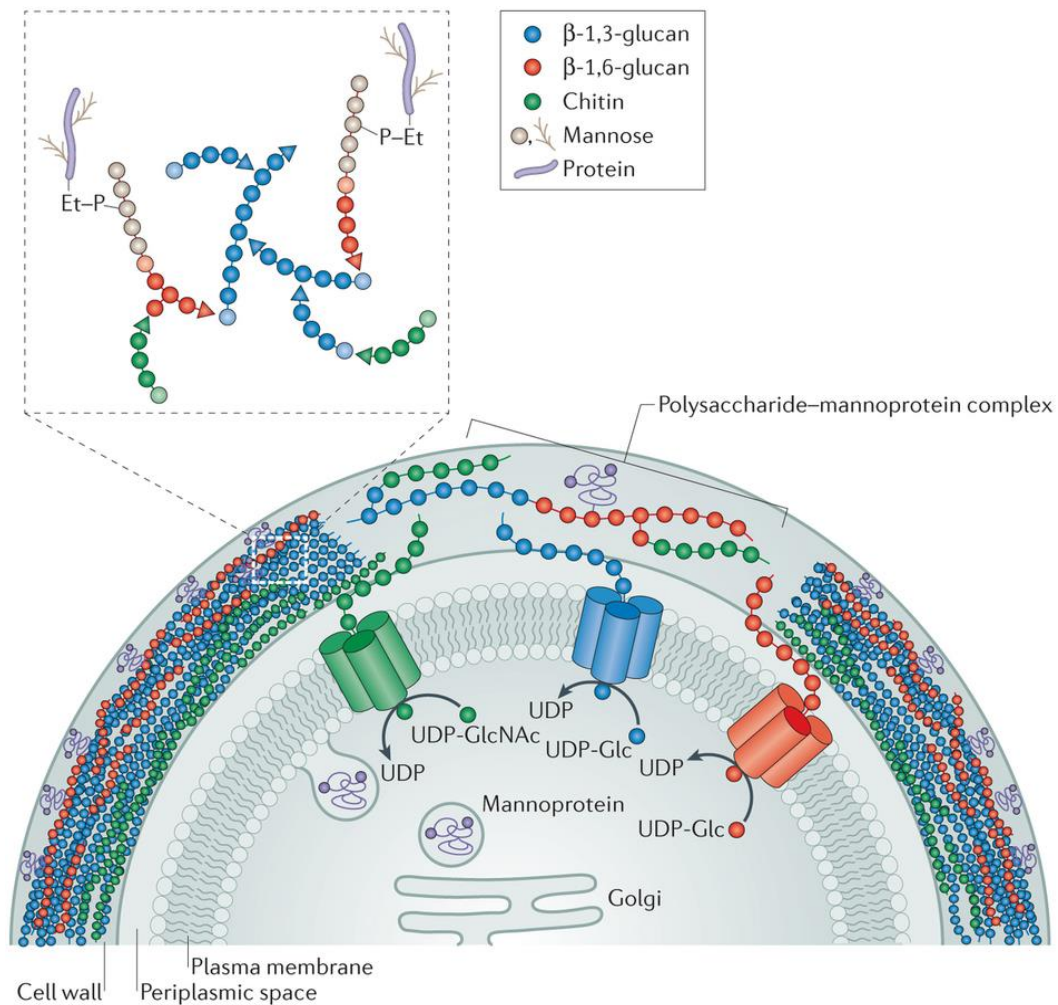 β-1,3-glucan
β-1,6-glucan
Chitin
, Mannose
Protein
P–Et
Et–P
Polysaccharide–mannoprotein complex
UDP
UDP-GlcNAc
UDP-Glc
UDP
UDP
Mannoprotein
UDP-Glc
Golgi
Plasma membrane
Cell wall
Periplasmic space